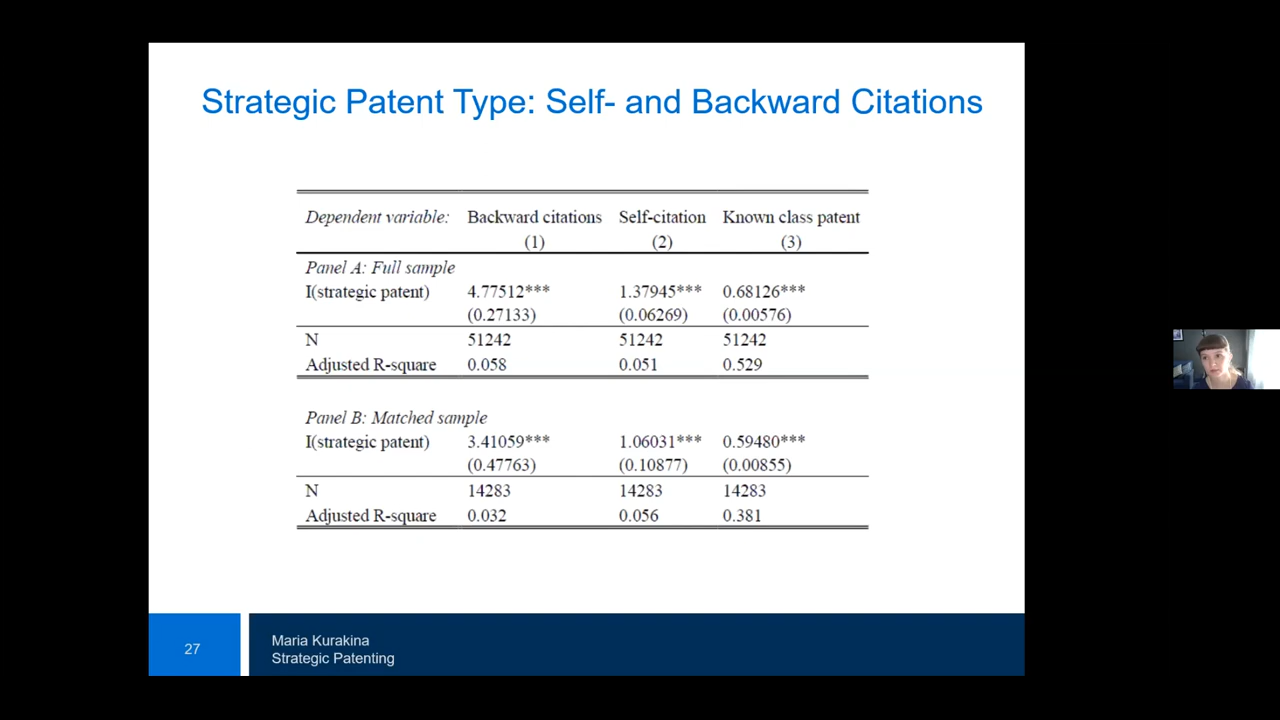 Strategic Patent Type: Self- and Backward Citations
Dependent variable: Backward citations Self-citation Known class patent
(1) (2) (3)
Panel A: Full sample
I(strategic patent) 4.77512*** 1.37945*** 0.68126***
(0.27133) (0.06269) (0.00576)
N 51242 51242 51242
Adjusted R-square 0.058 0.051 0.529
Panel B: Matched sample
I(strategic patent) 3.41059*** 1.06031*** 0.59480***
(0.47763) (0.10877) (0.00855)
N 14283 14283 14283
Adjusted R-square 0.032 0.056 0.381
27
Maria Kurakina
Strategic Patenting